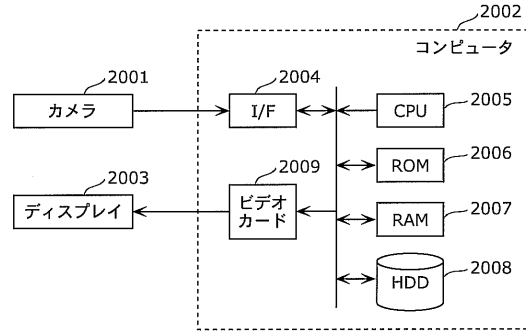 2002
コンピュータ
2001
カメラ
2004
I/F
2005
CPU
2003
ディスプレイ
2009
ビデオ
カード
2006
ROM
2007
RAM
2008
HDD